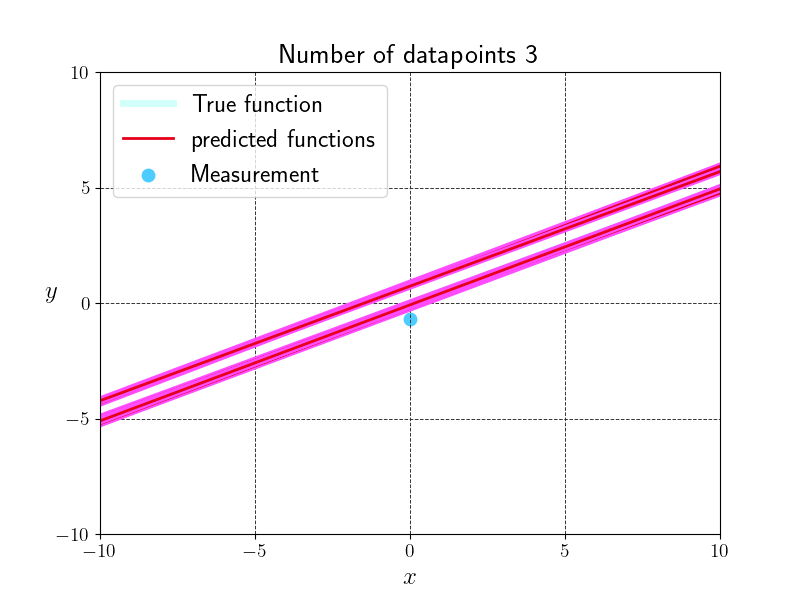 Number of datapoints 3
True function
predicted functions
Measurement
10
5
0
−5
−10
y
−10
−5
0
5
10
x